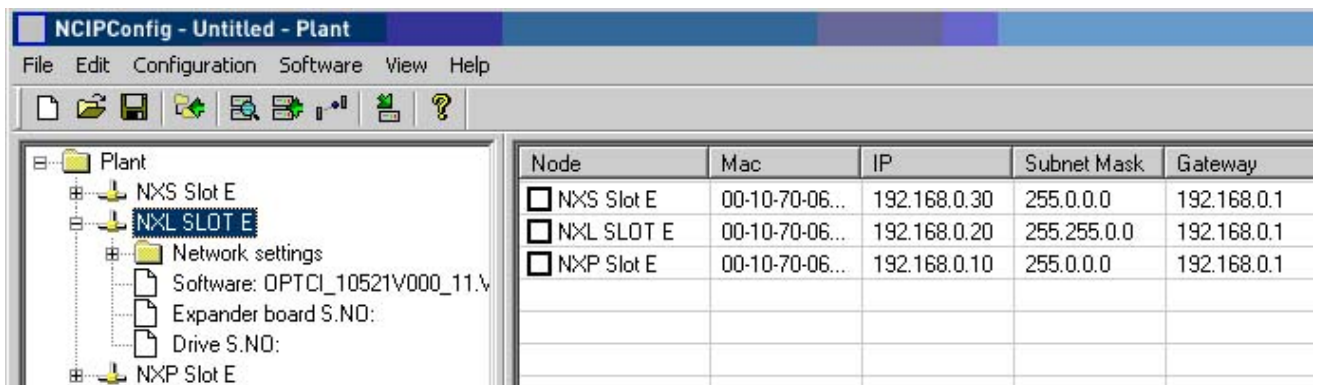 NCIPConfig - Untitled - Plant
File Edit Configuration Software View Help
Plant
NXS Slot E
NXL SLOT E
Network settings
Software: OPTCI_10521V000_11.V
Expander board S.NO:
Drive S.NO:
NXP Slot E
Node Mac IP Subnet Mask Gateway
NXS Slot E 00-10-70-06... 192.168.0.30 255.0.0.0 192.168.0.1
NXL SLOT E 00-10-70-06... 192.168.0.20 255.255.0.0 192.168.0.1
NXP Slot E 00-10-70-06... 192.168.0.10 255.0.0.0 192.168.0.1